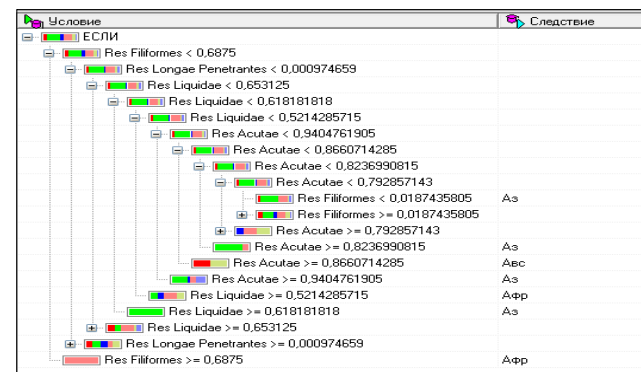 Условие Следствие
ЕСЛИ
Res Filiformes < 0,6875
Res Longae Penetrantes < 0,000974659
Res Liquidae < 0,653125
Res Liquidae < 0,618181818
Res Liquidae < 0,5214285715
Res Acutae < 0,9404761905
Res Acutae < 0,8660714285
Res Acutae < 0,8236990815
Res Acutae < 0,792857143
Res Filiformes < 0,0187435805 Аз
Res Filiformes >= 0,0187435805
Res Acutae >= 0,792857143
Res Acutae >= 0,8236990815 Аз
Res Acutae >= 0,8660714285 Авс
Res Acutae >= 0,9404761905 Аз
Res Liquidae >= 0,5214285715 Афр
Res Liquidae >= 0,618181818 Аз
Res Liquidae >= 0,653125
Res Longae Penetrantes >= 0,000974659
Res Filiformes >= 0,6875 Афр